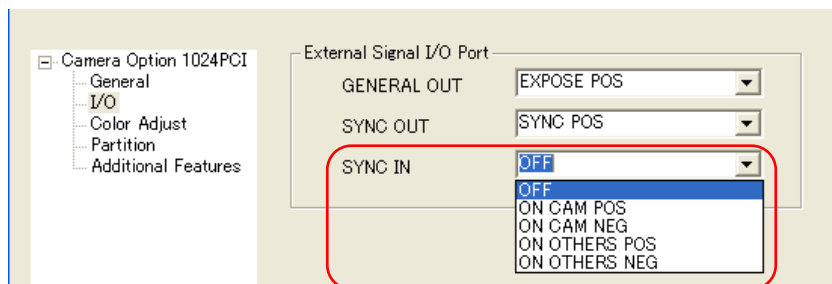 Camera Option 1024PCI
General
I/O
Color Adjust
Partition
Additional Features
External Signal I/O Port
GENERAL OUT
EXPOSE POS
SYNC OUT
SYNC POS
SYNC IN
OFF
OFF
ON CAM POS
ON CAM NEG
ON OTHERS POS
ON OTHERS NEG